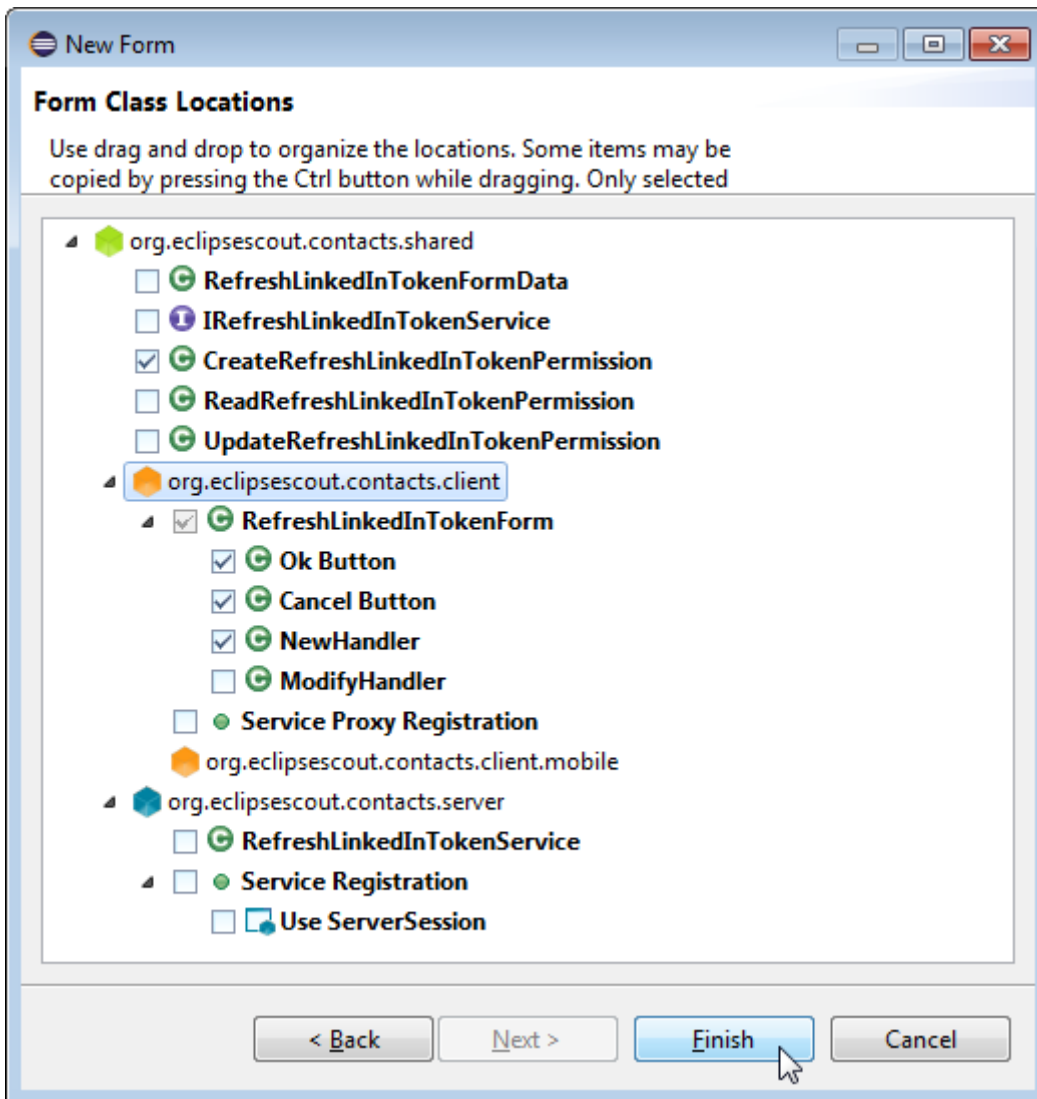 New Form
Form Class Locations
Use drag and drop to organize the locations. Some items may be
copied by pressing the Ctrl button while dragging. Only selected
org.eclipsescout.contacts.shared
RefreshLinkedInTokenFormData
IRefreshLinkedInTokenService
CreateRefreshLinkedInTokenPermission
ReadRefreshLinkedInTokenPermission
UpdateRefreshLinkedInTokenPermission
org.eclipsescout.contacts.client
RefreshLinkedInTokenForm
Ok Button
Cancel Button
NewHandler
ModifyHandler
Service Proxy Registration
org.eclipsescout.contacts.client.mobile
org.eclipsescout.contacts.server
RefreshLinkedInTokenService
Service Registration
Use ServerSession
< Back Next > Finish Cancel